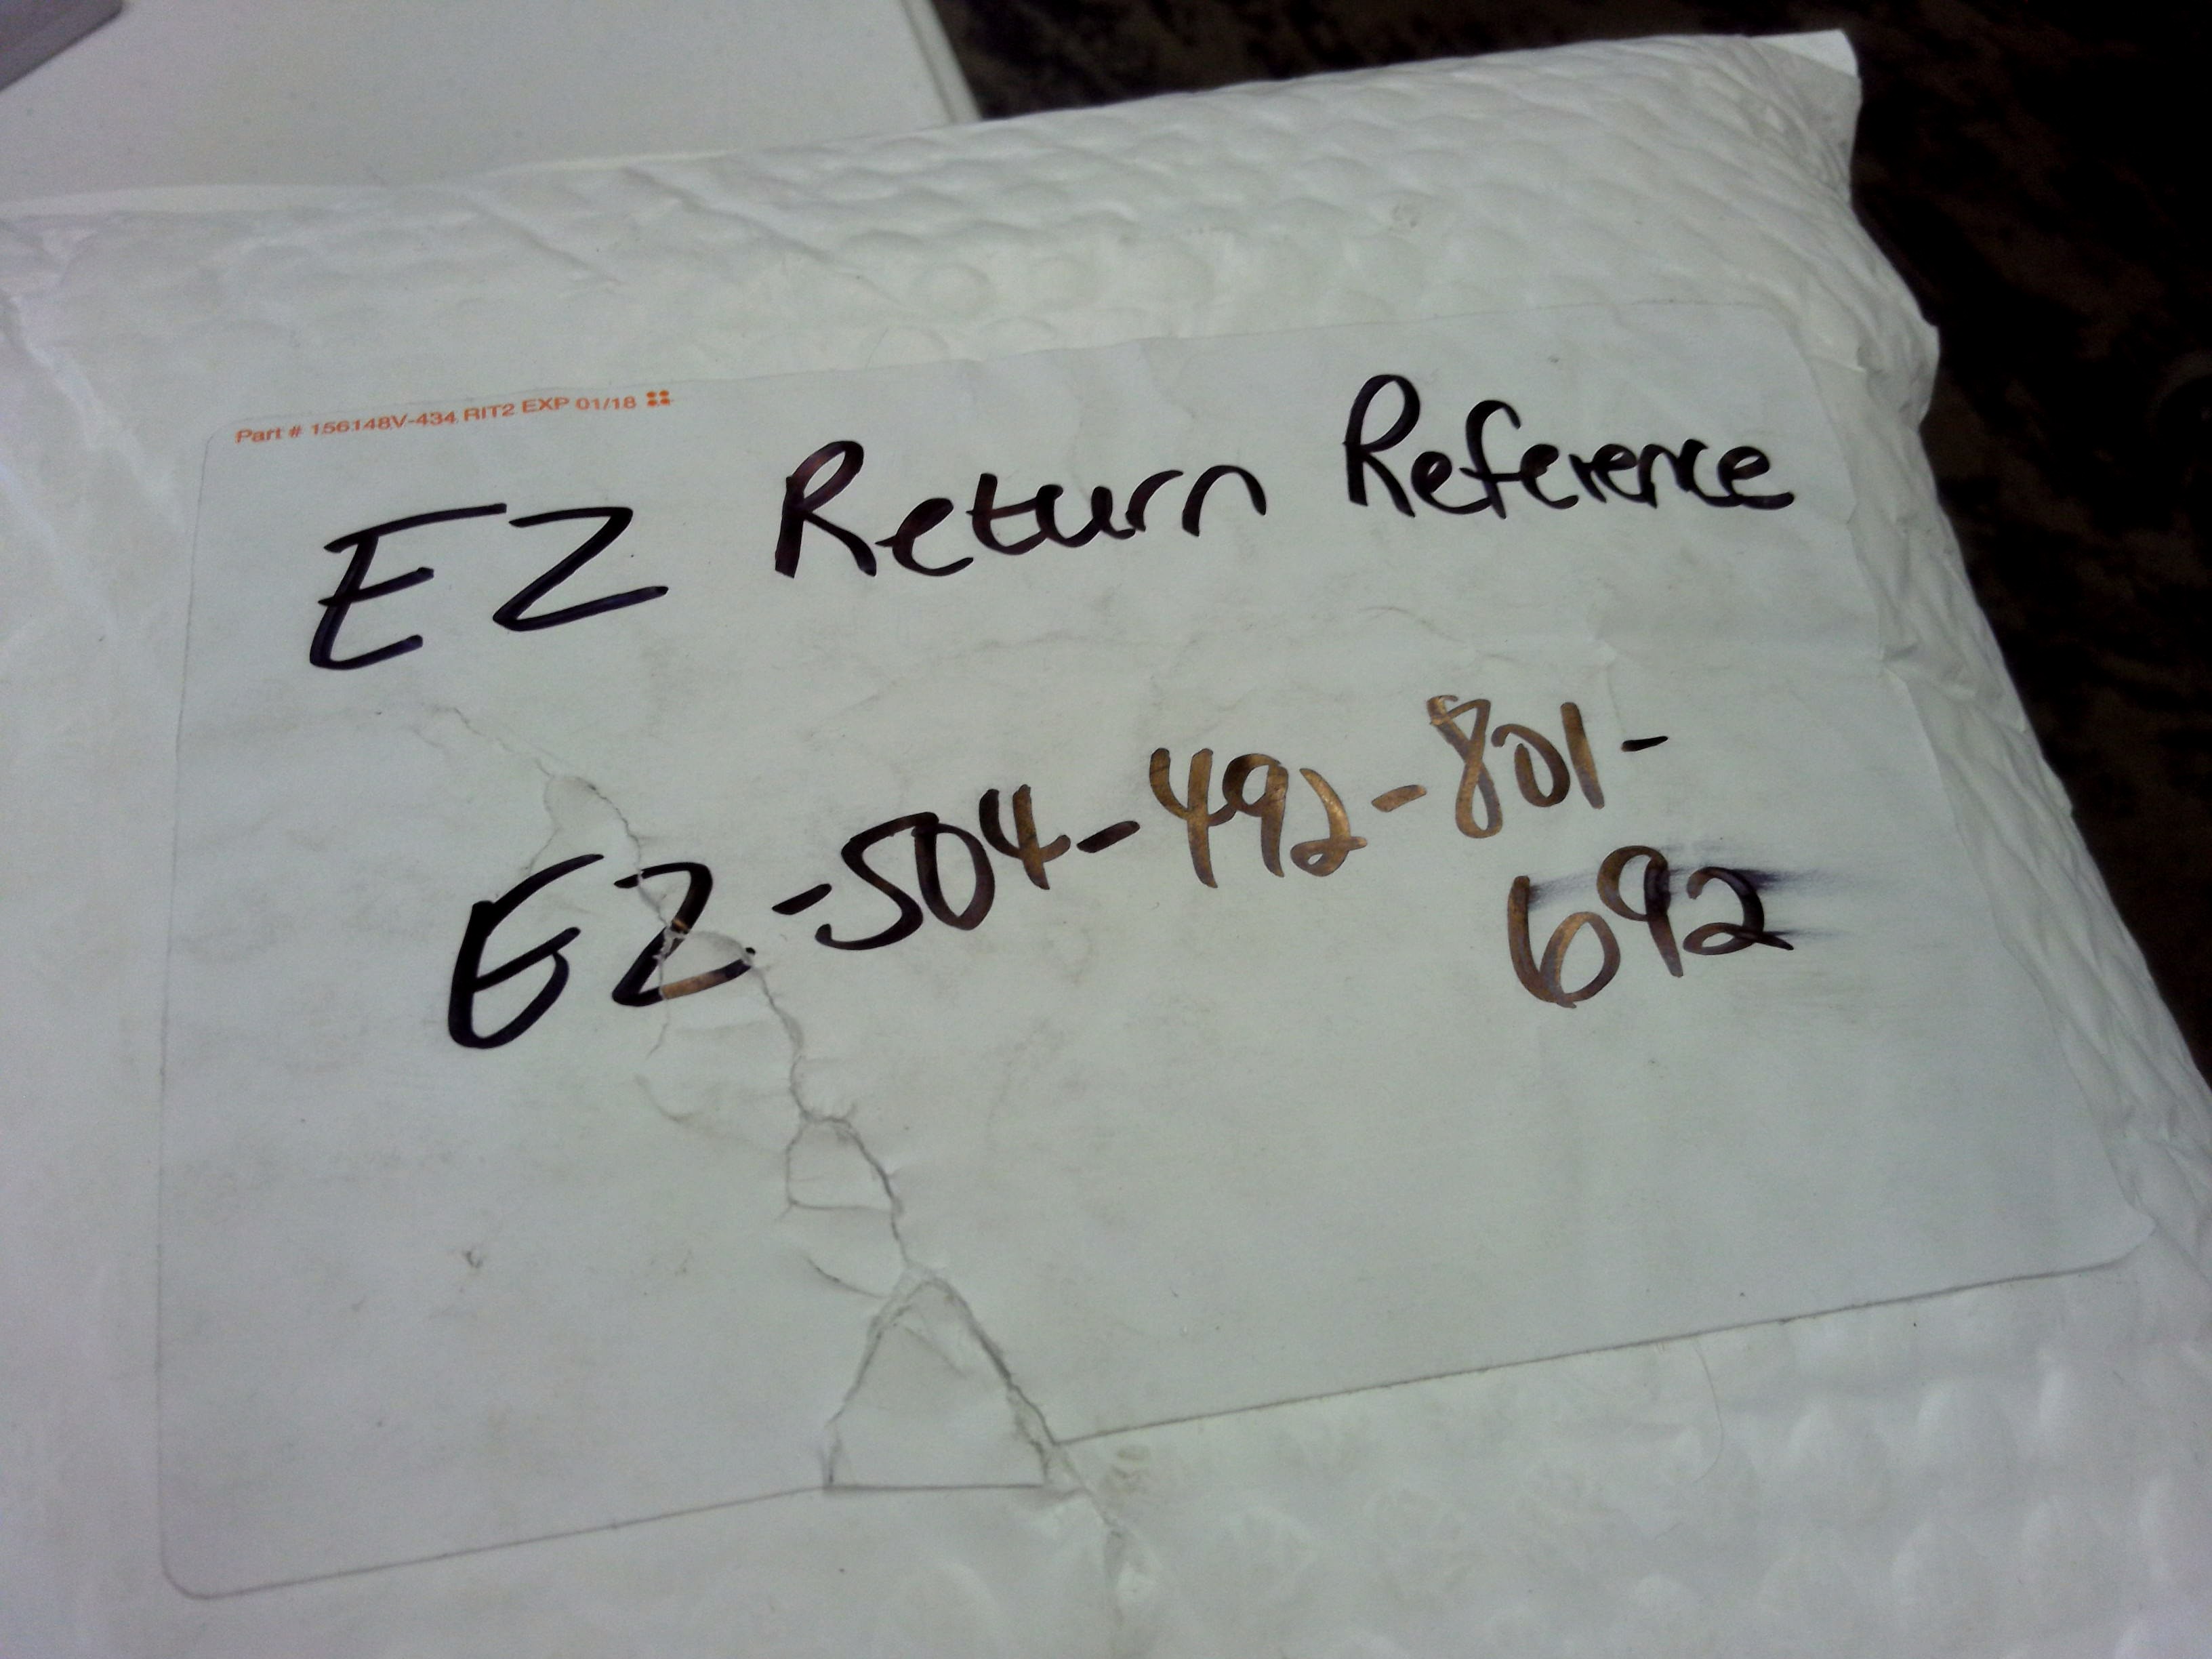 Part # 156148V-434 RIT2 EXP 01/18
EZ Return Reference
EZ-504-492-801-
692